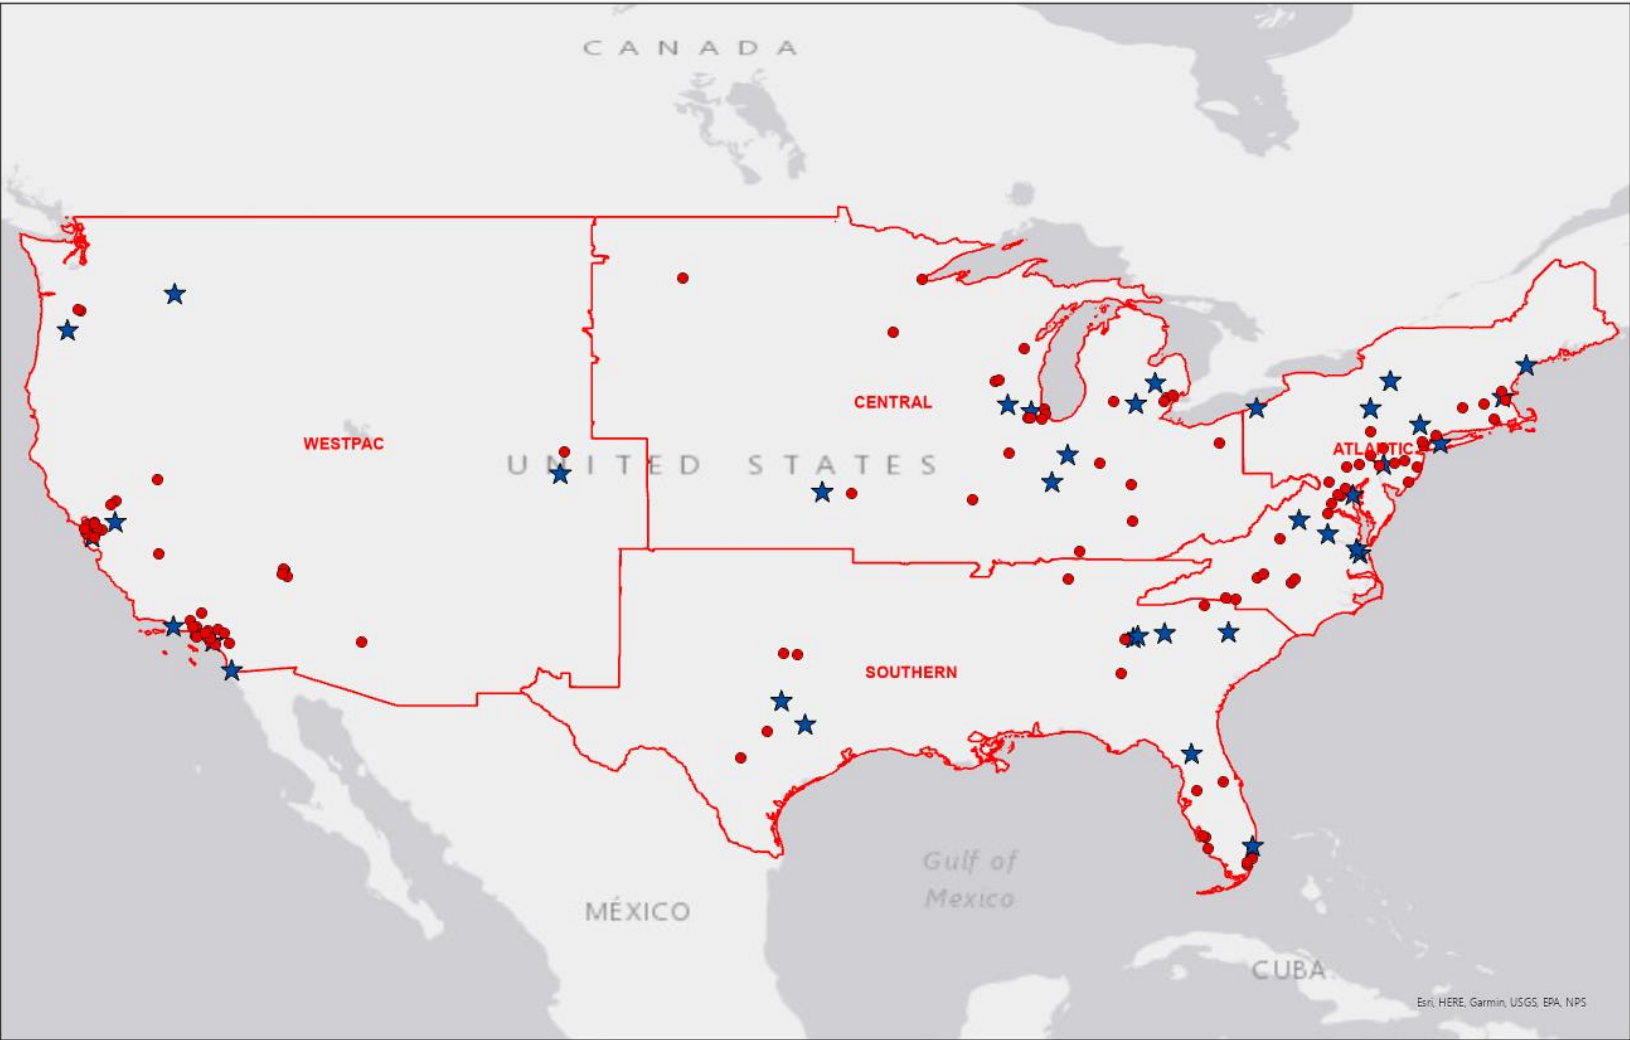 CANADA
CENTRAL
WESTPAC
ATLANTIC
UNITED STATES
SOUTHERN
Gulf of
Mexico
MÉXICO
CUBA
Esri, HERE, Garmin, USGS, EPA, NPS